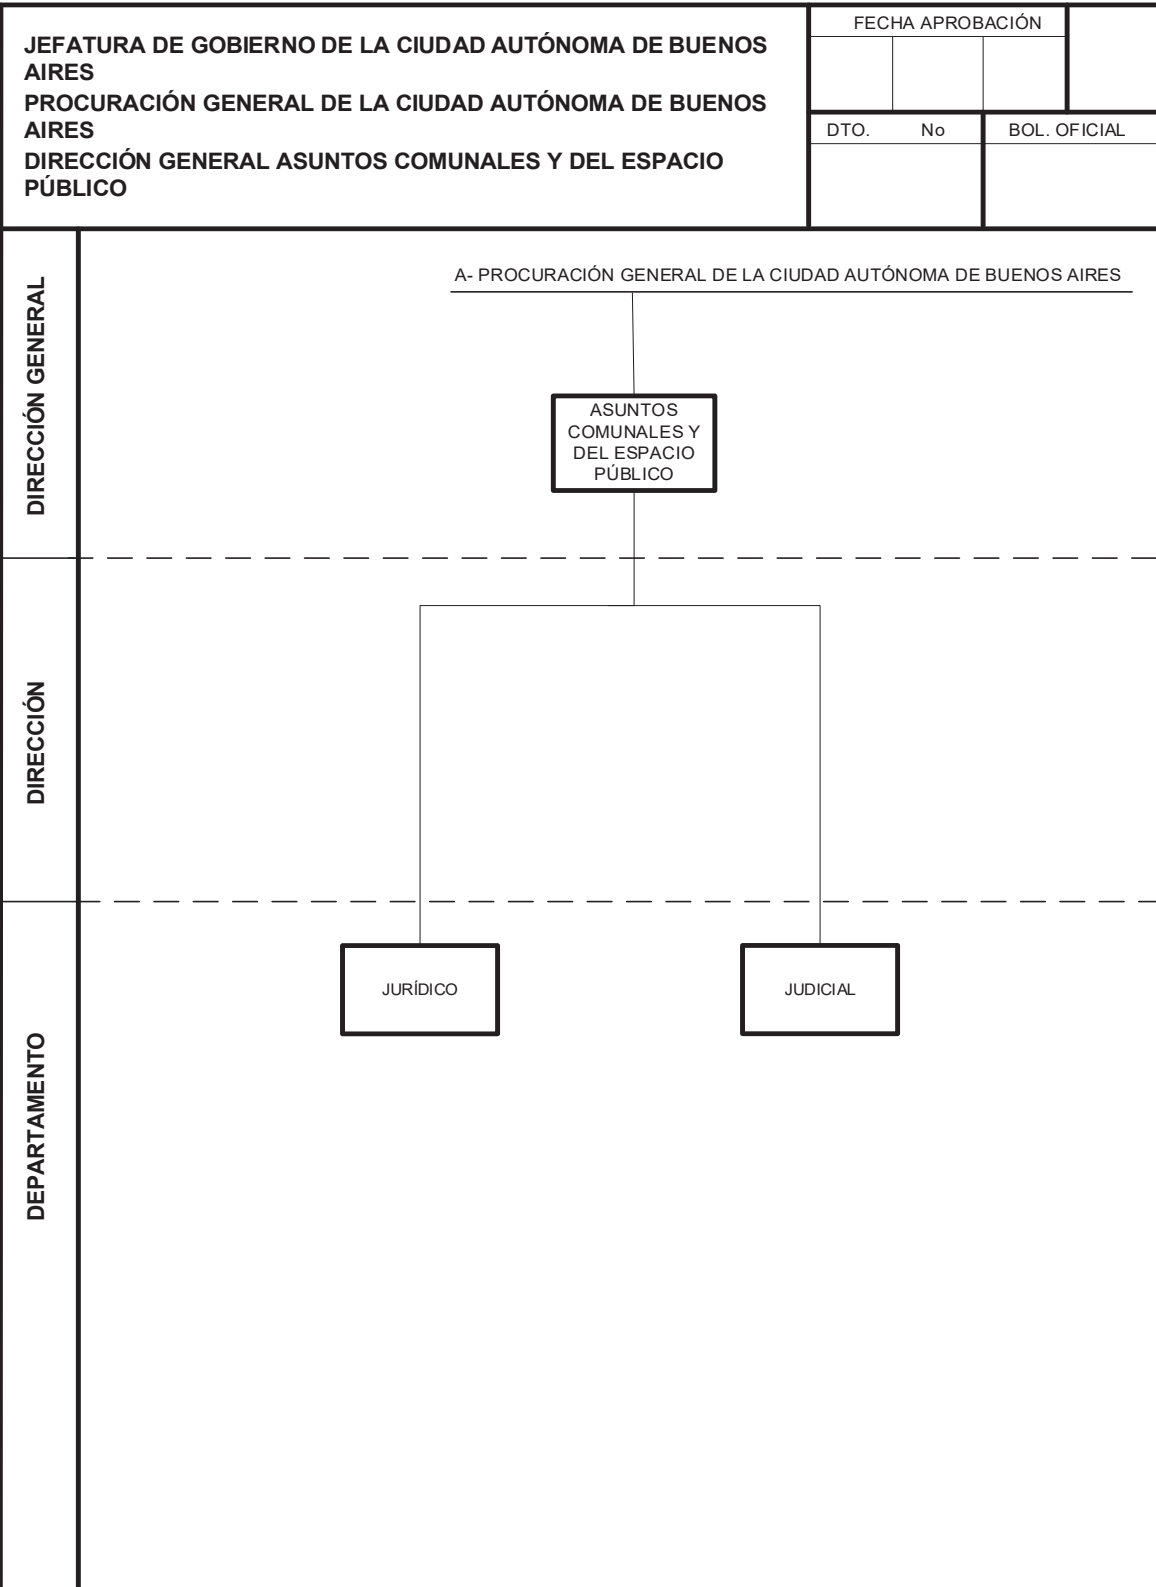 JEFATURA DE GOBIERNO DE LA CIUDAD AUTÓNOMA DE BUENOS
AIRES
PROCURACIÓN GENERAL DE LA CIUDAD AUTÓNOMA DE BUENOS
AIRES
DIRECCIÓN GENERAL ASUNTOS COMUNALES Y DEL ESPACIO
PÚBLICO
FECHA APROBACIÓN
DTO. No BOL. OFICIAL
DIRECCIÓN GENERAL
A- PROCURACIÓN GENERAL DE LA CIUDAD AUTÓNOMA DE BUENOS AIRES
ASUNTOS
COMUNALES Y
DEL ESPACIO
PÚBLICO
DIRECCIÓN
DEPARTAMENTO
JURÍDICO
JUDICIAL